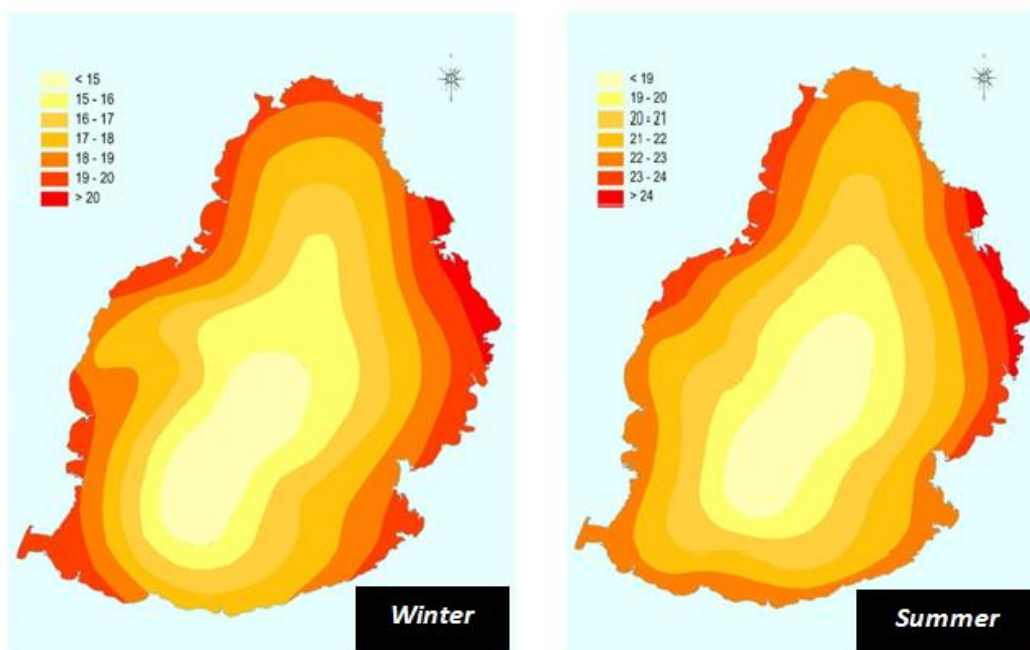 < 15
15 - 16
16 - 17
17 - 18
18 - 19
19 - 20
> 20
Winter
< 19
19 - 20
20 - 21
21 - 22
22 - 23
23 - 24
> 24
Summer